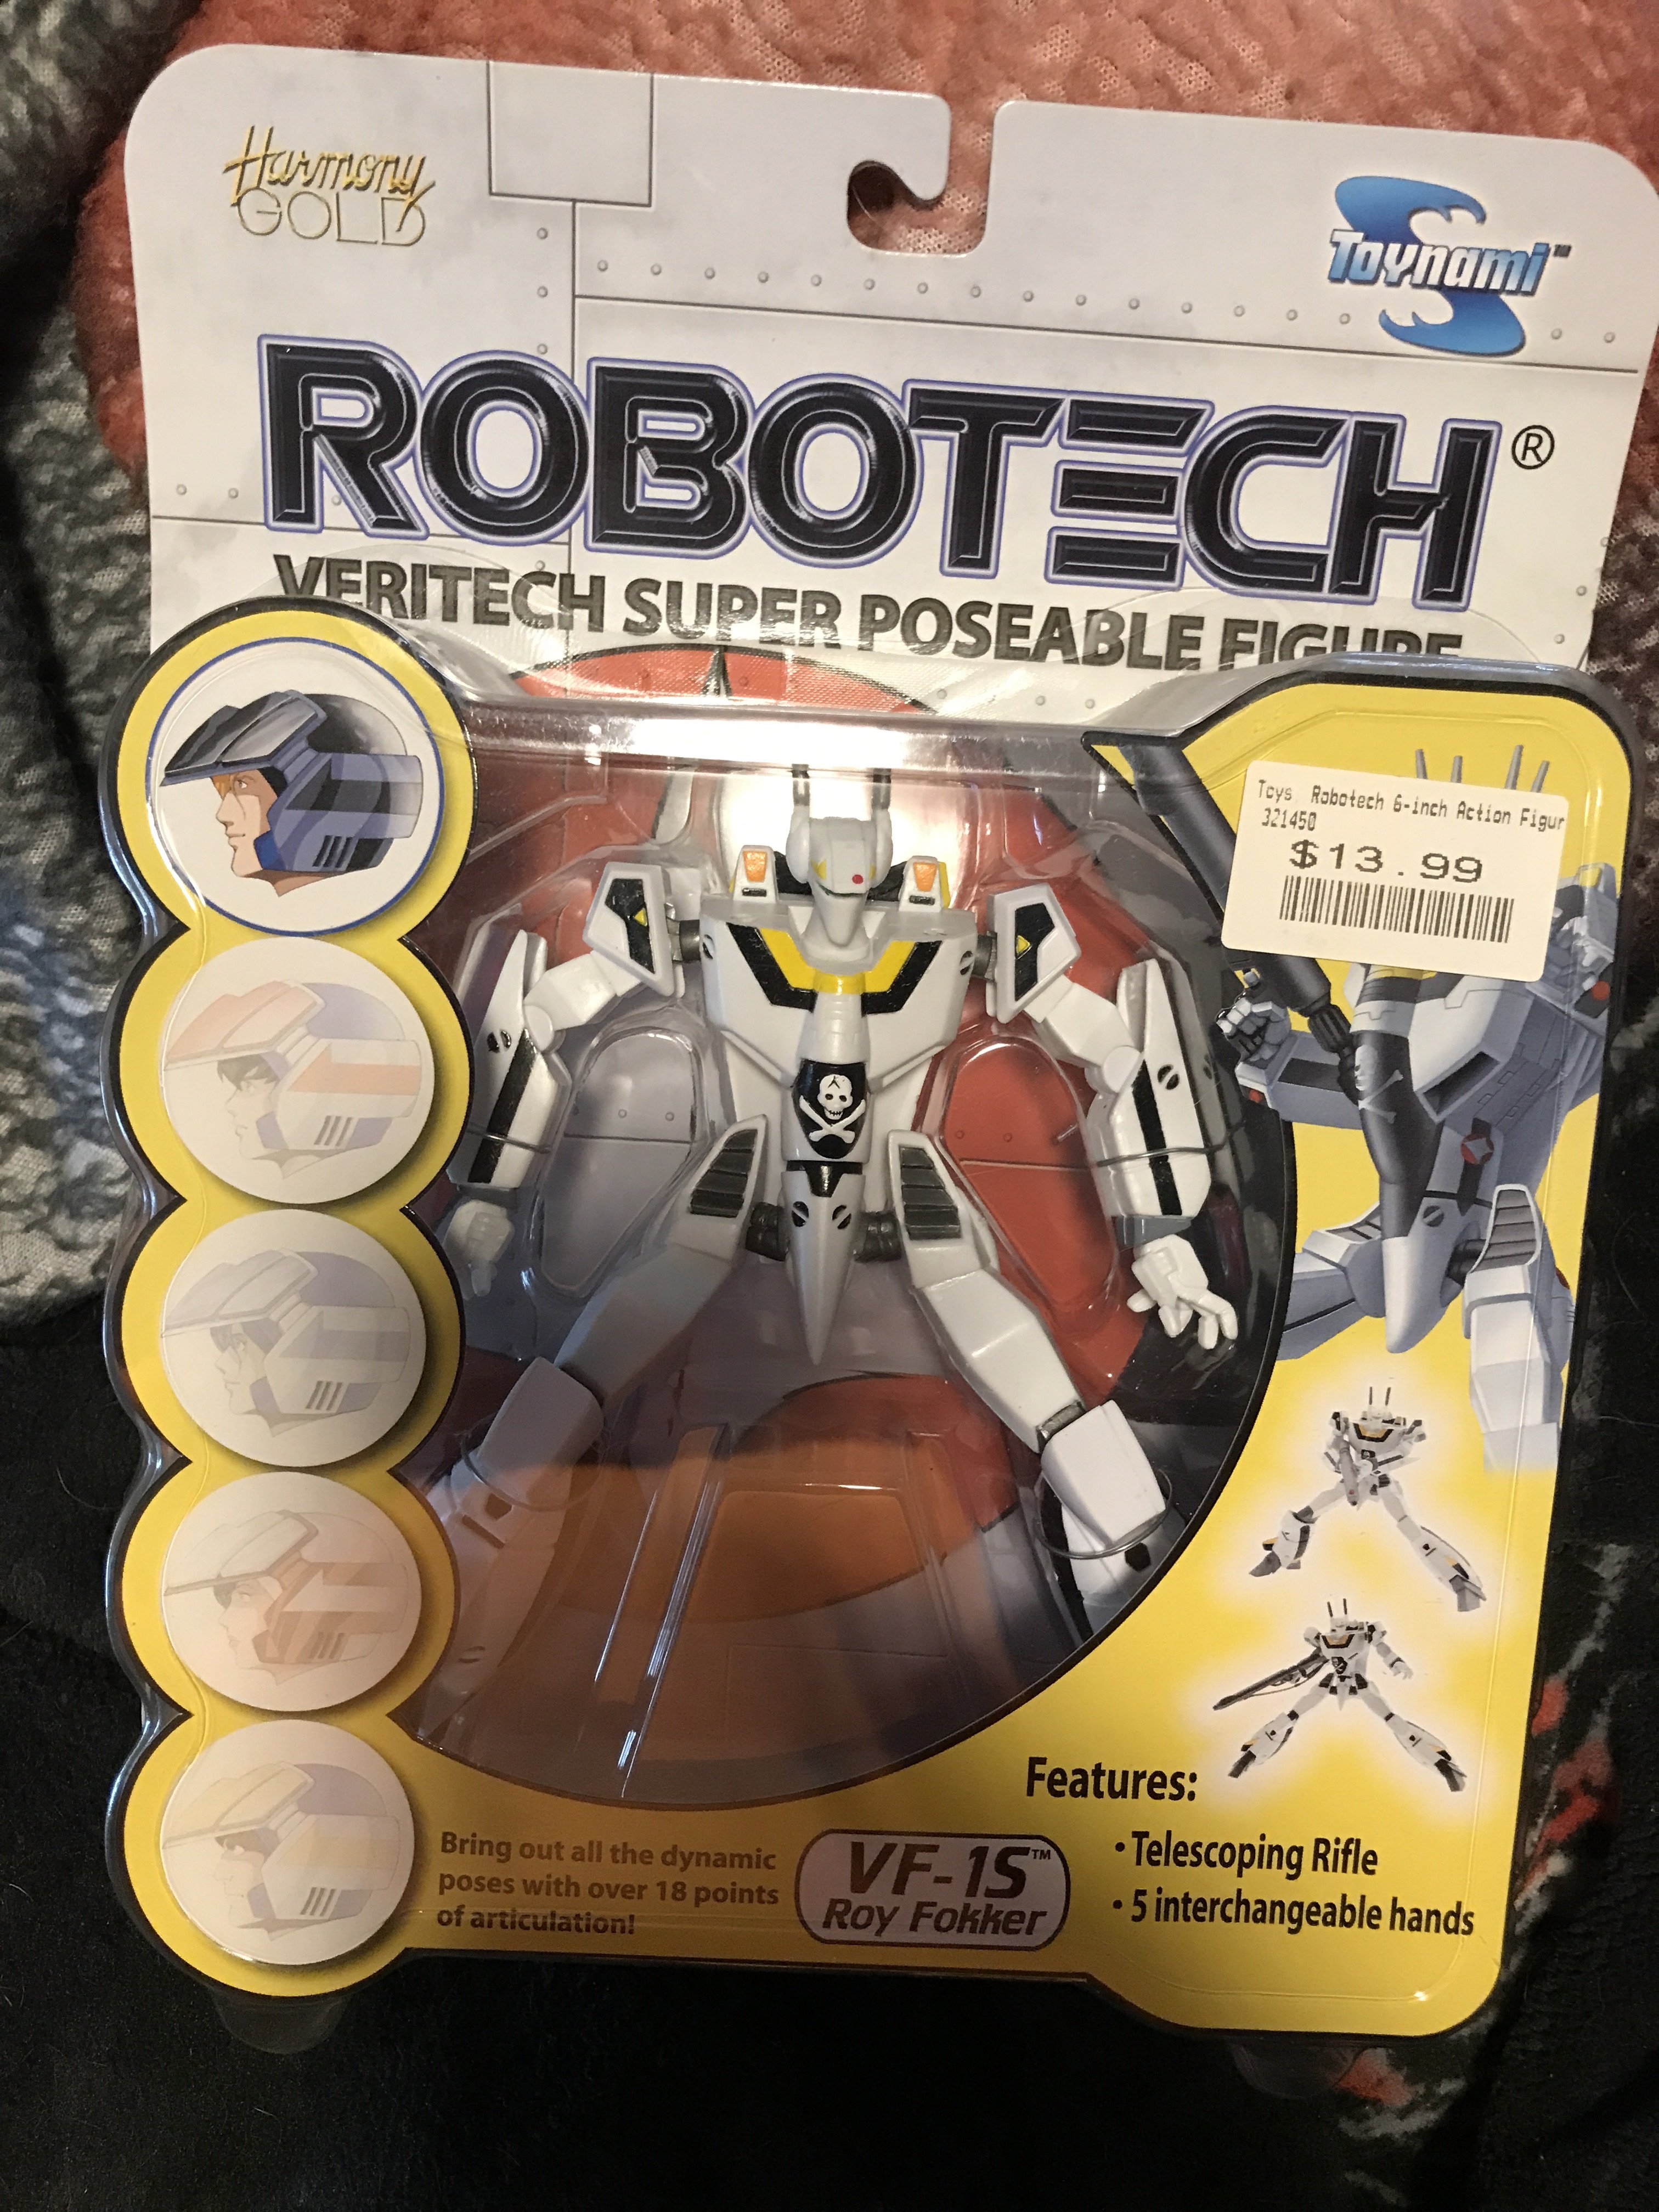 Harmony
GOLD
Toynami™
ROBOTECH®
VERITECH SUPER POSEABLE FIGURE
Toys Robotech 6-inch Action Figur
321450
$13.99
Features:
• Telescoping Rifle
• 5 interchangeable hands
Bring out all the dynamic
poses with over 18 points
of articulation!
VF-1S™
Roy Fokker